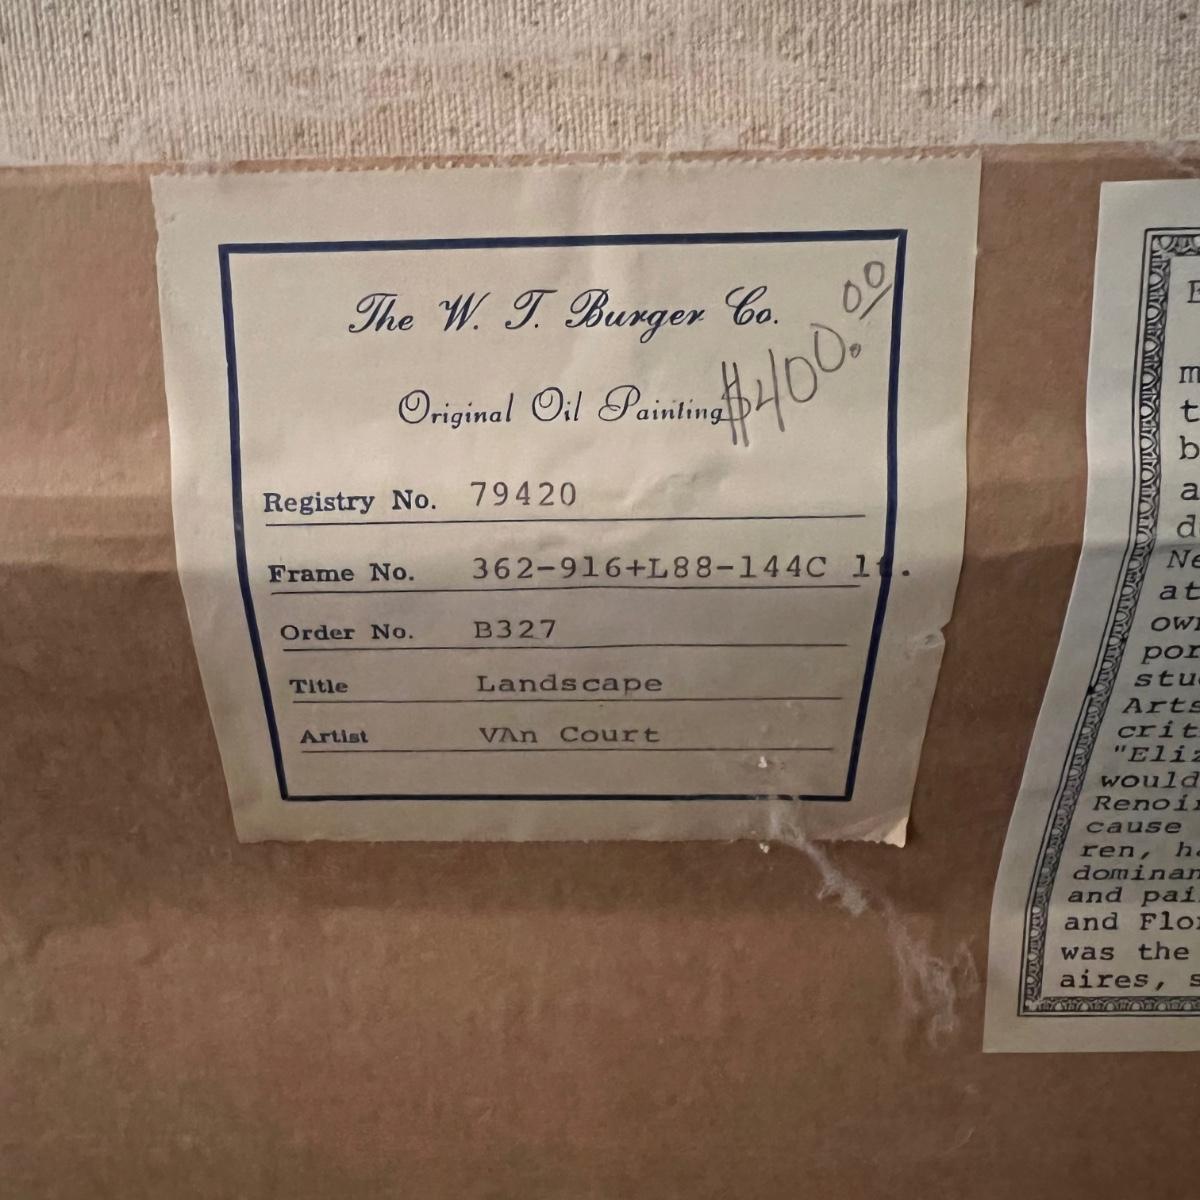 The W. T. Burger Co.
$400.00
Original Oil Painting
Registry No. 79420
Frame No. 362-916+L88-144C lt.
Order No. B327
Title Landscape
Artist VAn Court
E
m
t
b
a
d
Ne
at
own
por
stu
Arts
crit
"Eliz
would
Renoir
cause
ren, ha
dominan
and pai
and Flor
was the
aires, s